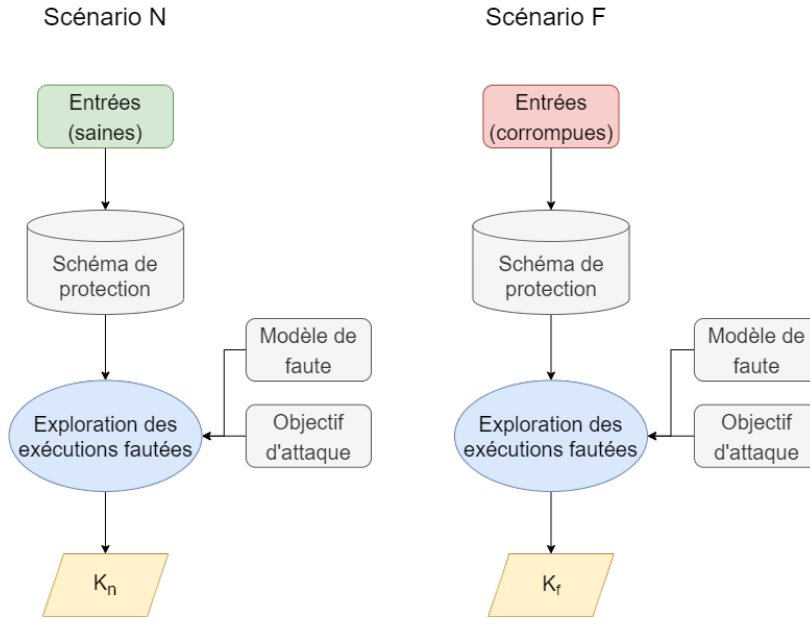 Scénario N
Entrées
(saines)
Schéma de
protection
Modèle de
faute
Exploration des
exécutions fautées
Objectif
d'attaque
Kn
Scénario F
Entrées
(corrompues)
Schéma de
protection
Modèle de
faute
Exploration des
exécutions fautées
Objectif
d'attaque
Kf